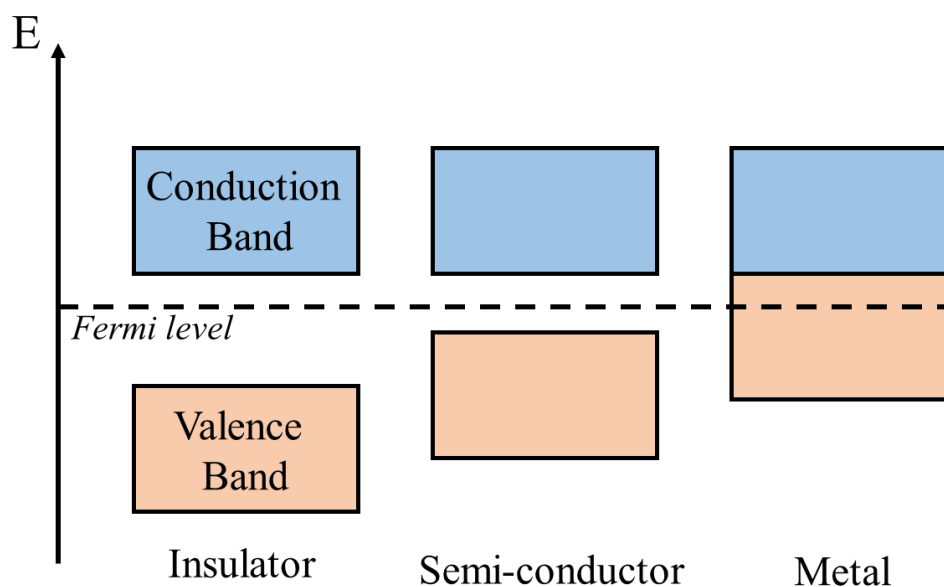 E
Conduction
Band
Fermi level
Valence
Band
Insulator
Semi-conductor
Metal